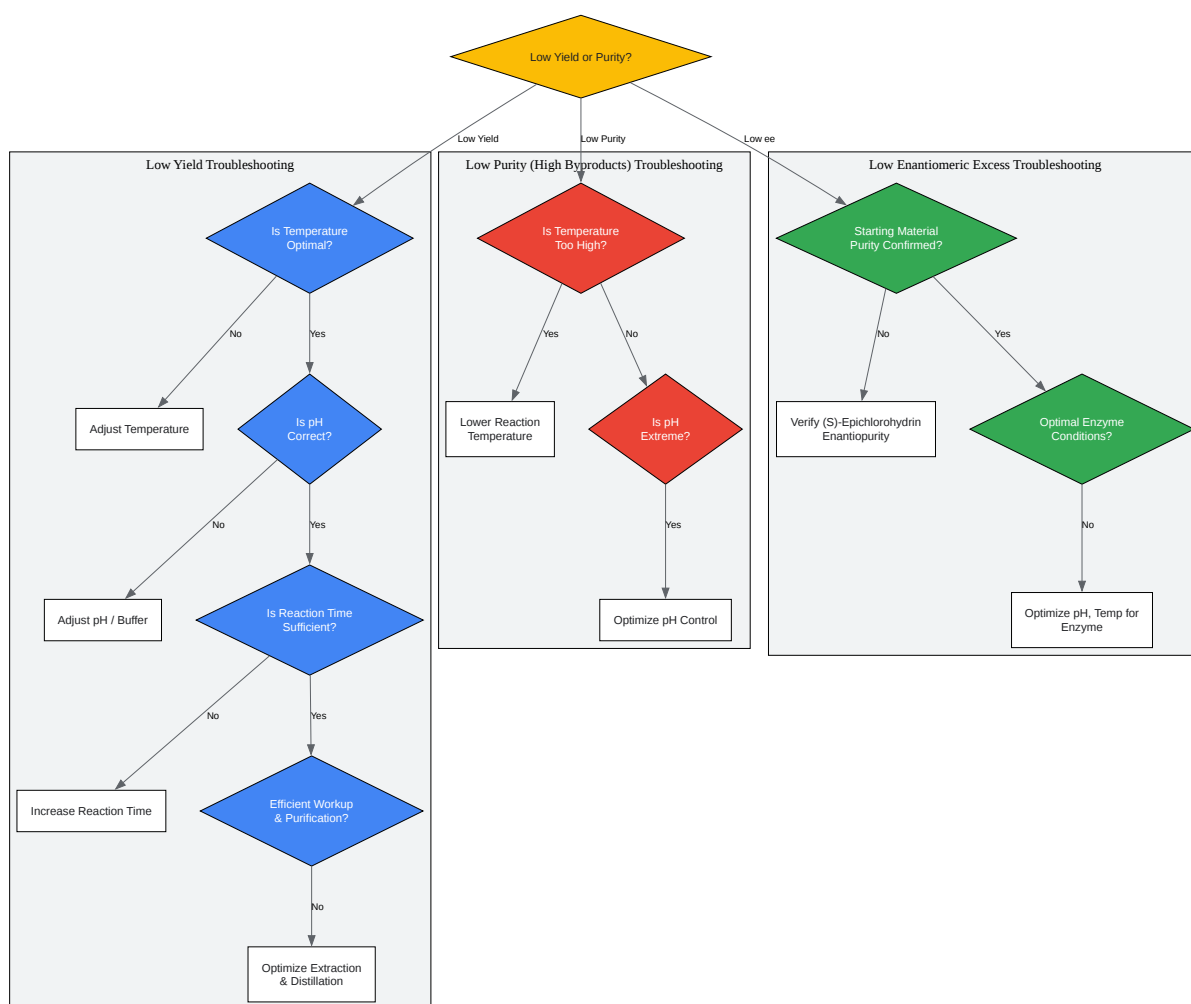 Low Yield or Purity?
Low Yield
Low Purity
Low ee
Low Yield Troubleshooting
Low Purity (High Byproducts) Troubleshooting
Low Enantiomeric Excess Troubleshooting
Is Temperature
Optimal?
Is Temperature
Too High?
Starting Material
Purity Confirmed?
No
Yes
Yes
No
No
Yes
Adjust Temperature
Is pH
Correct?
Lower Reaction
Temperature
Is pH
Extreme?
Verify (S)-Epichlorohydrin
Enantiopurity
Optimal Enzyme
Conditions?
No
Yes
Yes
No
Adjust pH / Buffer
Is Reaction Time
Sufficient?
Optimize pH Control
Optimize pH, Temp for
Enzyme
No
Yes
Increase Reaction Time
Efficient Workup
& Purification?
No
Optimize Extraction
& Distillation